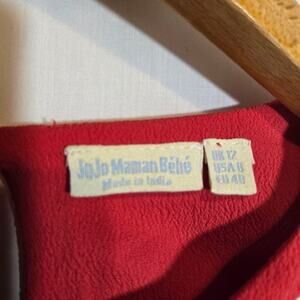 JoJo Maman Bébé
Made in India
UK 12
USA 8
EU 40